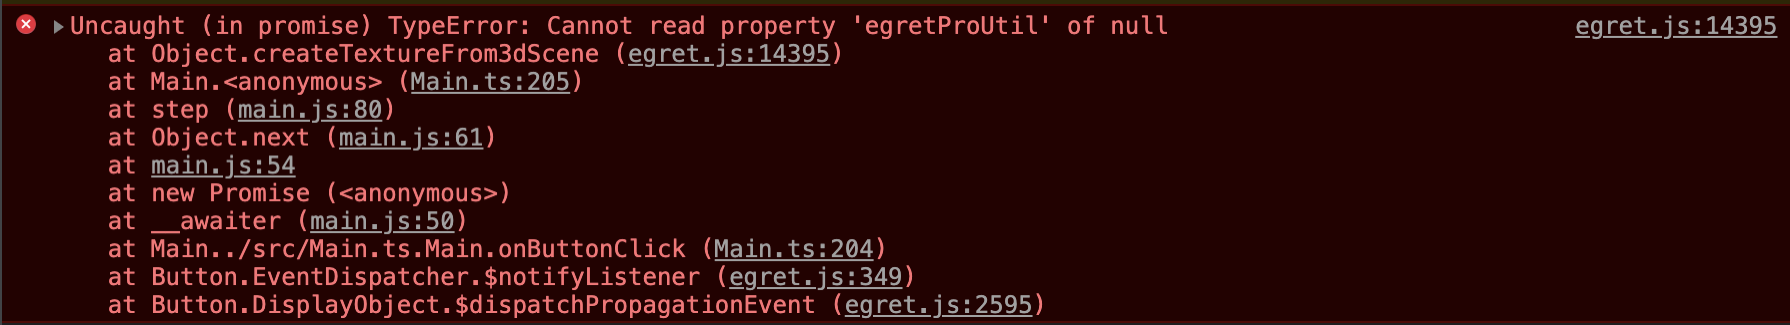 Uncaught (in promise) TypeError: Cannot read property 'egretProUtil' of null egret.js:14395
at Object.createTextureFrom3dScene (egret.js:14395)
at Main.<anonymous> (Main.ts:205)
at step (main.js:80)
at Object.next (main.js:61)
at main.js:54
at new Promise (<anonymous>)
at __awaiter (main.js:50)
at Main../src/Main.ts.Main.onButtonClick (Main.ts:204)
at Button.EventDispatcher.$notifyListener (egret.js:349)
at Button.DisplayObject.$dispatchPropagationEvent (egret.js:2595)